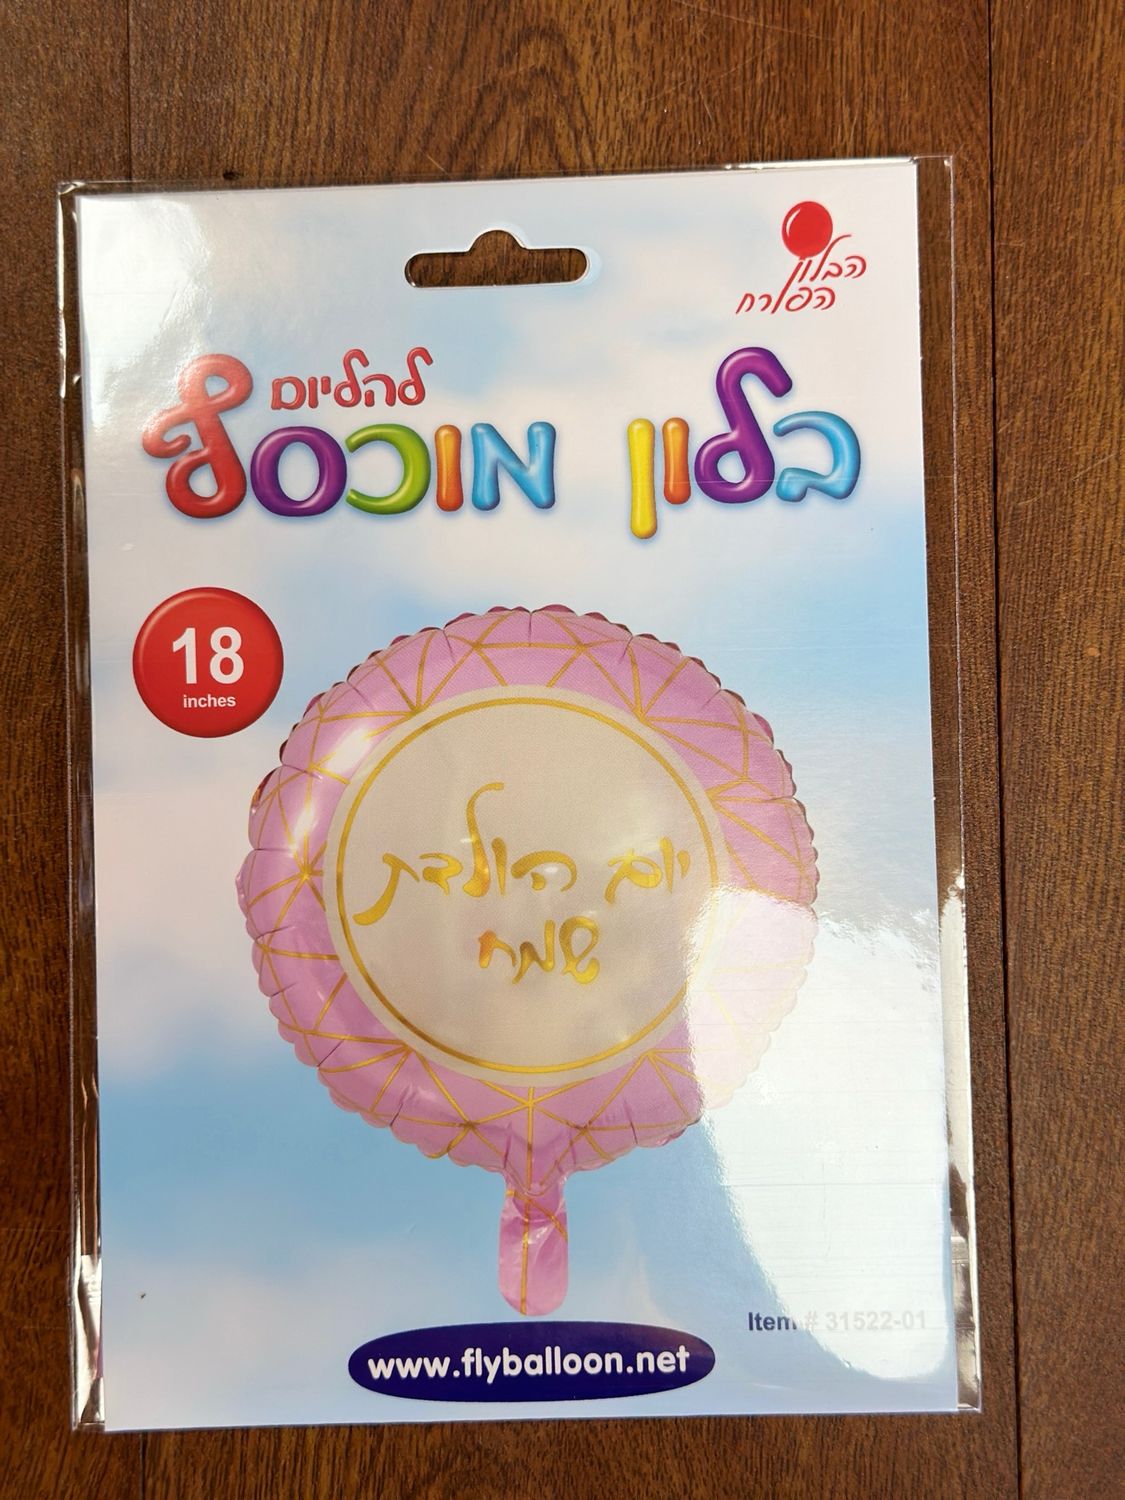 הבלון
הפורח
להליום
בלון מוכסף
18
inches
יום הולדת
שמח
Item # 31522-01
www.flyballoon.net